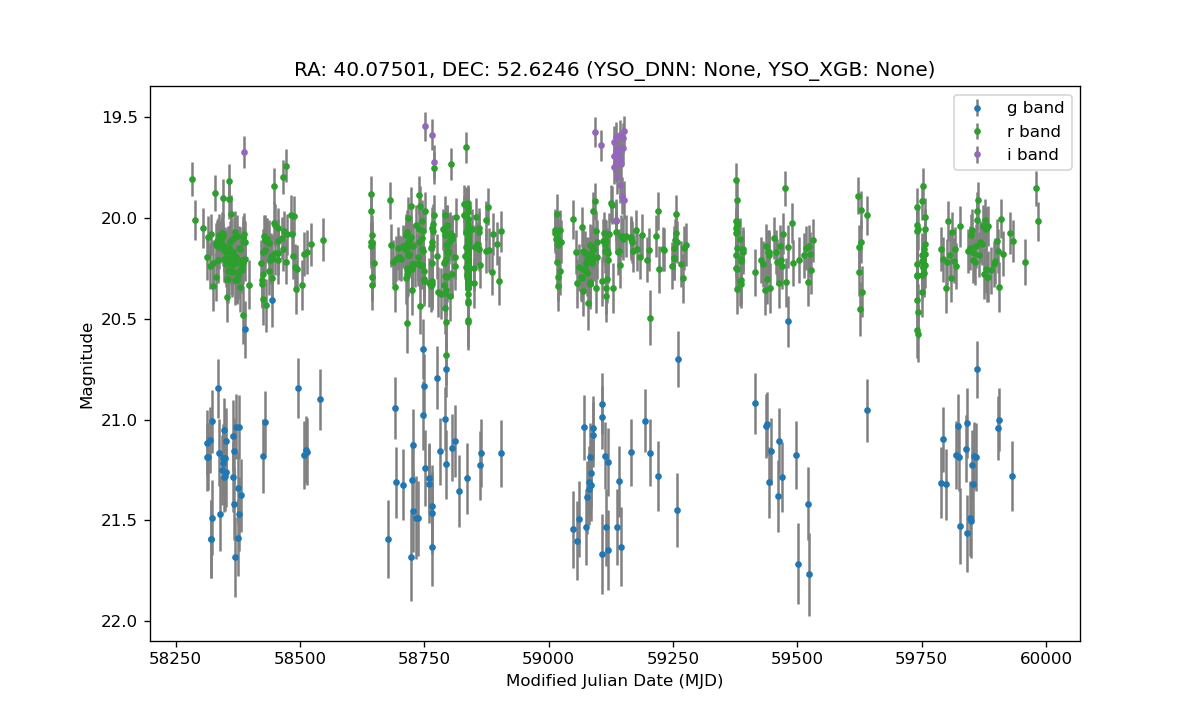 RA: 40.07501, DEC: 52.6246 (YSO_DNN: None, YSO_XGB: None)
g band
r band
i band
Magnitude
19.5
20.0
20.5
21.0
21.5
22.0
58250 58500 58750 59000 59250 59500 59750 60000
Modified Julian Date (MJD)